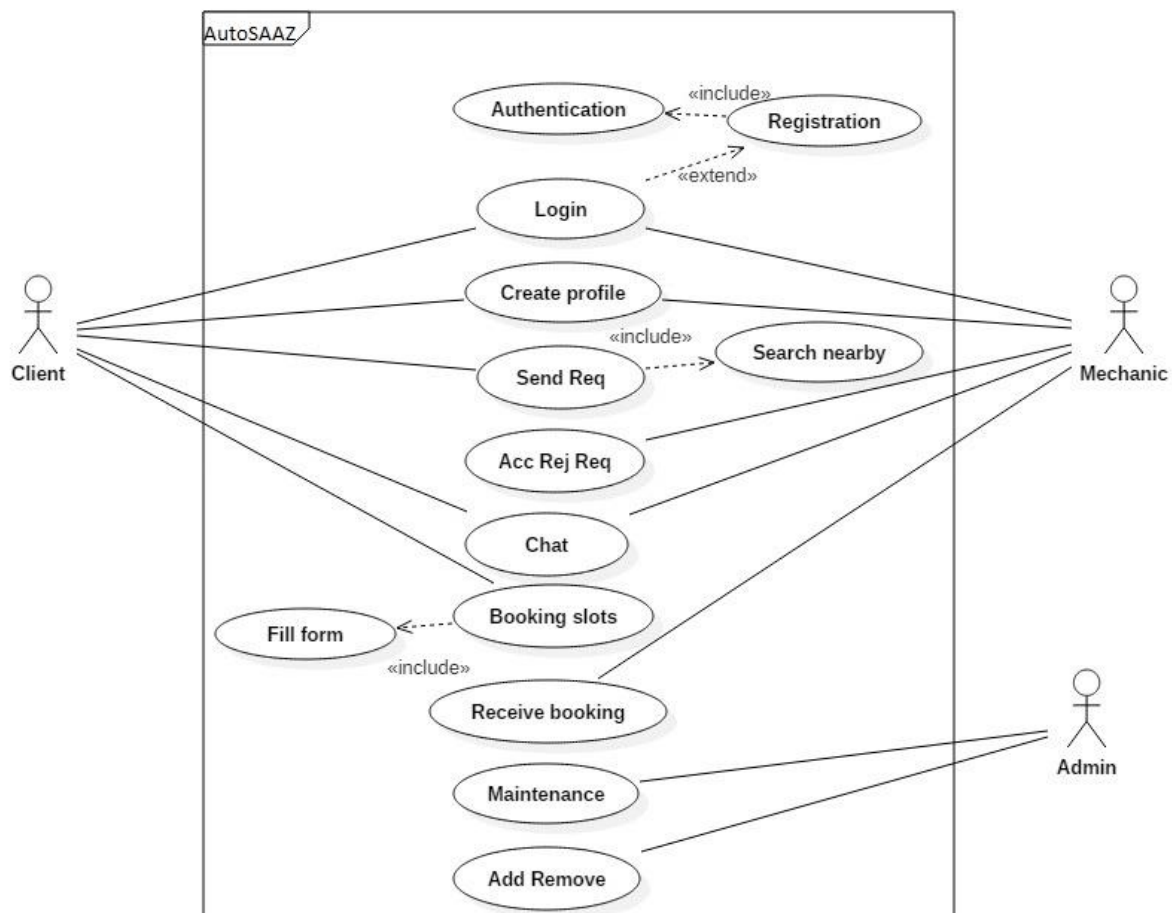 AutoSAAZ
«include»
Authentication
Registration
«extend»
Login
Create profile
«include»
Search nearby
Client
Send Req
Mechanic
Acc Rej Req
Chat
Booking slots
Fill form
«include»
Receive booking
Admin
Maintenance
Add Remove